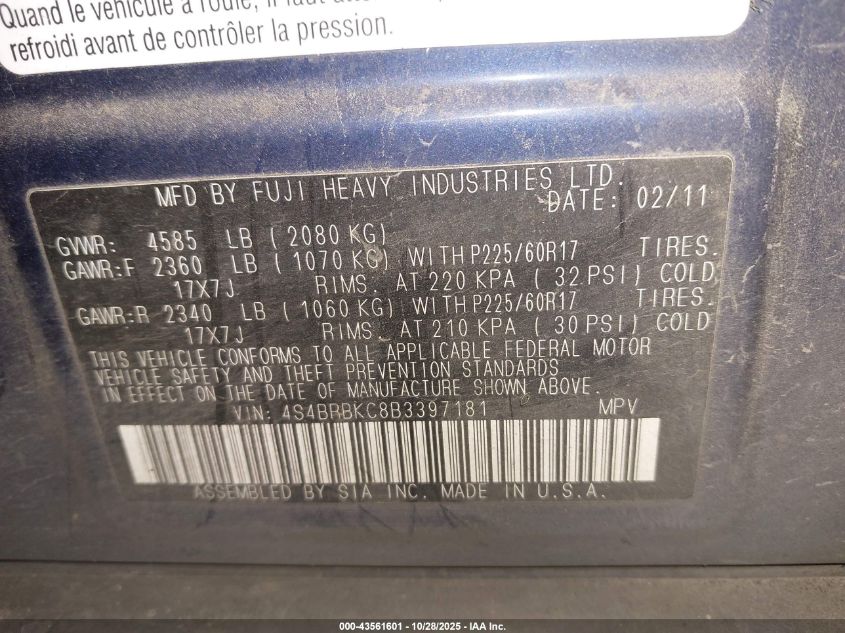 Quand le véhicule a roulé, il faut
refroidi avant de contrôler la pression.
MFD BY FUJI HEAVY INDUSTRIES LTD.
DATE: 02/11
GVWR: 4585 LB ( 2080 KG)
GAWR:F 2360 LB ( 1070 KG) WITH P225/60R17 TIRES.
17X7J RIMS. AT 220 KPA ( 32 PSI) COLD
GAWR:R 2340 LB ( 1060 KG) WITH P225/60R17 TIRES.
17X7J RIMS. AT 210 KPA ( 30 PSI) COLD
THIS VEHICLE CONFORMS TO ALL APPLICABLE FEDERAL MOTOR
VEHICLE SAFETY AND THEFT PREVENTION STANDARDS
IN EFFECT ON THE DATE OF MANUFACTURE SHOWN ABOVE.
VIN: 4S4BRBKC8B3397181 MPV
ASSEMBLED BY SIA INC. MADE IN U.S.A.
000-43561601 - 10/28/2025 - IAA Inc.